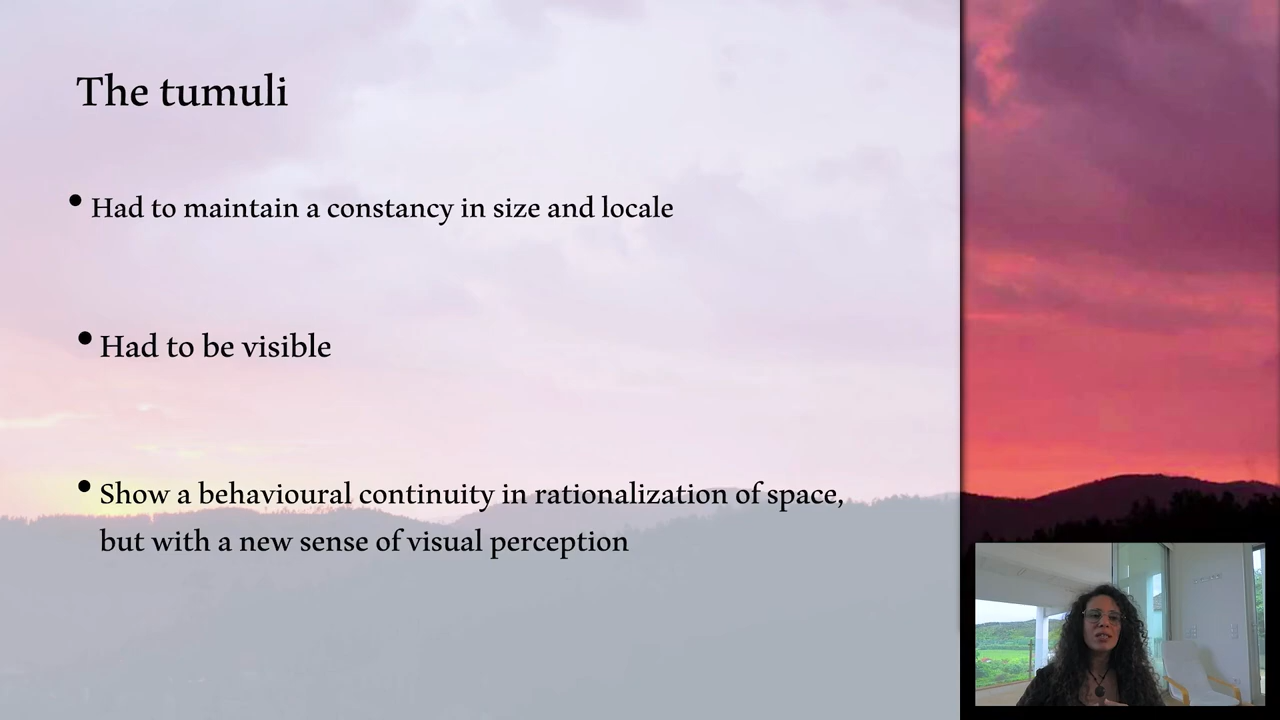 The tumuli
• Had to maintain a constancy in size and locale
• Had to be visible
• Show a behavioural continuity in rationalization of space,
but with a new sense of visual perception